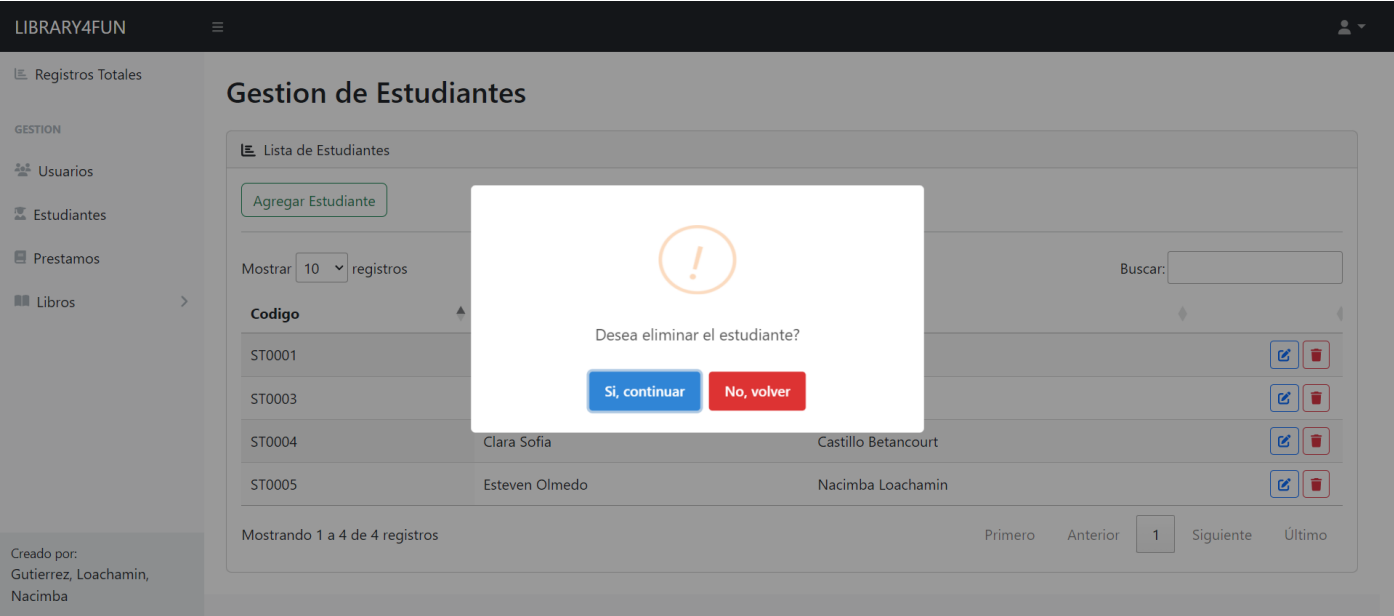 LIBRARY4FUN
Registros Totales
GESTION
Usuarios
Estudiantes
Prestamos
Libros
Creado por:
Gutierrez, Loachamin,
Nacimba
Gestion de Estudiantes
Lista de Estudiantes
Agregar Estudiante
Mostrar 10 registros
Buscar:
Codigo
ST0001
ST0003
ST0004 Clara Sofia Castillo Betancourt
ST0005 Esteven Olmedo Nacimba Loachamin
Mostrando 1 a 4 de 4 registros
Primero Anterior 1 Siguiente Último
!
Desea eliminar el estudiante?
Si, continuar No, volver